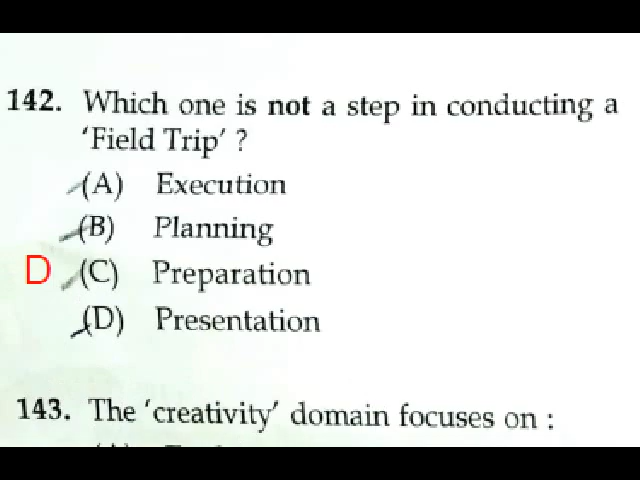 142. Which one is not a step in conducting a
'Field Trip' ?
(A) Execution
(B) Planning
D (C) Preparation
(D) Presentation
143. The 'creativity' domain focuses on :